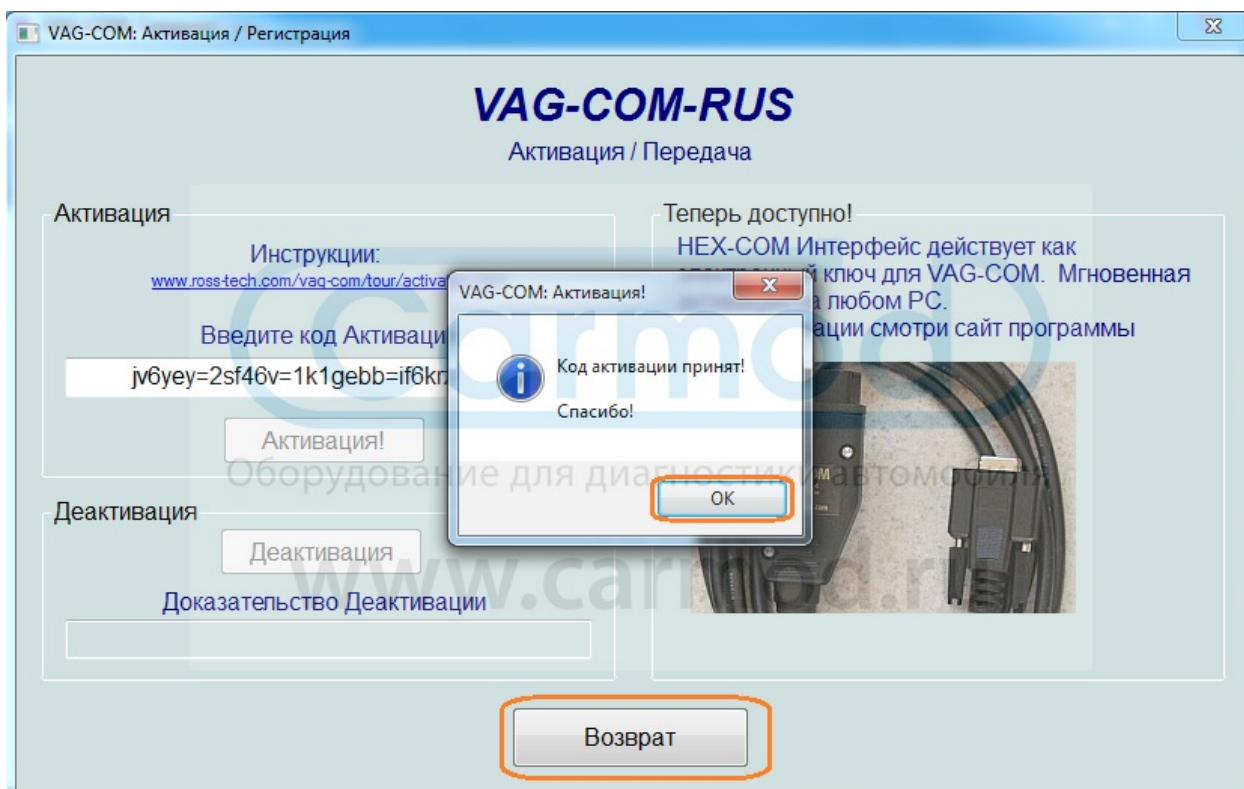 VAG-COM: Активация / Регистрация
VAG-COM-RUS
Активация / Передача
Активация
Инструкции:
www.ross-tech.com/vag-com/tour/activa
Введите код Активаци
jv6yey=2sf46v=1k1gebb=if6k
Активация!
Деактивация
Деактивация
Доказательство Деактивации
Теперь доступно!
HEX-COM Интерфейс действует как
ключ для VAG-COM. Мгновенная
любом PC.
ации смотри сайт программы
VAG-COM: Активация!
Код активации принят!
Спасибо!
OK
Возврат
carmod
Оборудование для диагностики автомобиля
www.carmod.ru